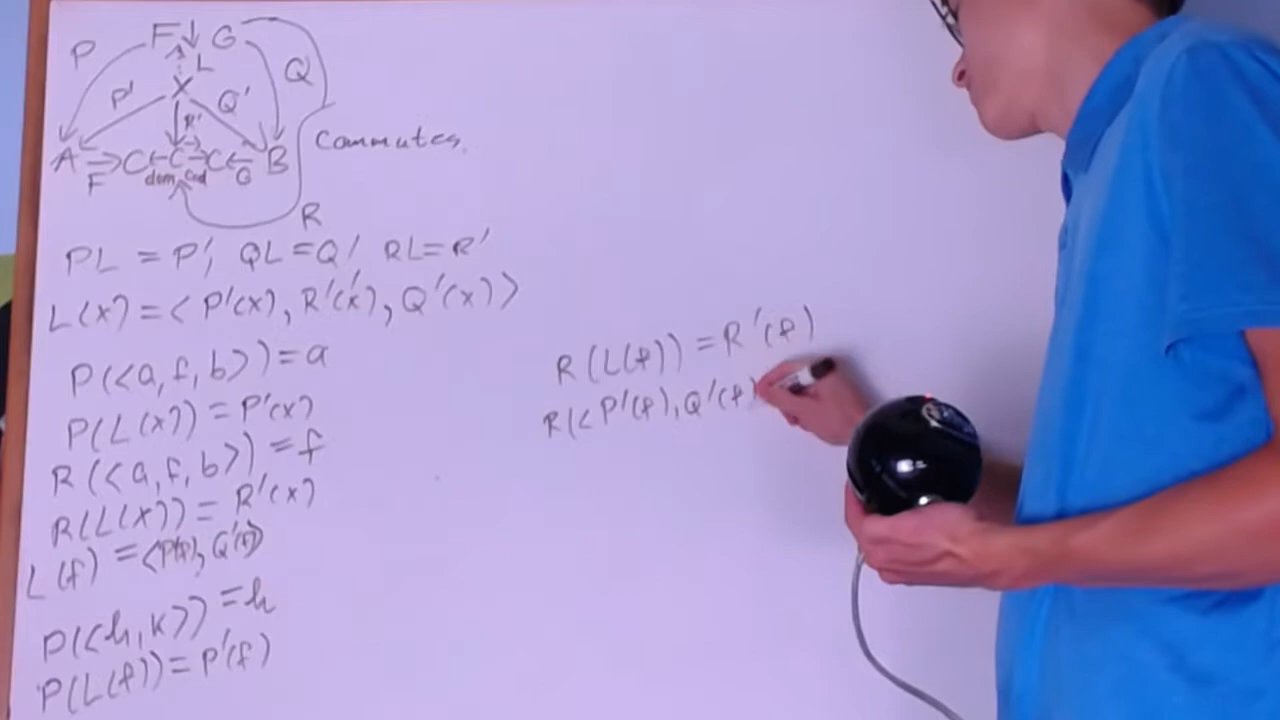 P F ↓ G Q
L
P' X Q'
R'
A ⇒ C ← C → C ← B
F dom Cod G
Commutes
R
PL = P', QL = Q' RL = R'
L(x) = < P'(x), R'(x), Q'(x) >
P(<a, f, b>) = a
P(L(x)) = P'(x)
R(<a, f, b>) = f
R(L(x)) = R'(x)
L(f) = <P'(f), Q'(f)>
P(<h, k>) = h
P(L(f)) = P'(f)
R(L(f)) = R'(f)
R(< P'(f), Q'(f)